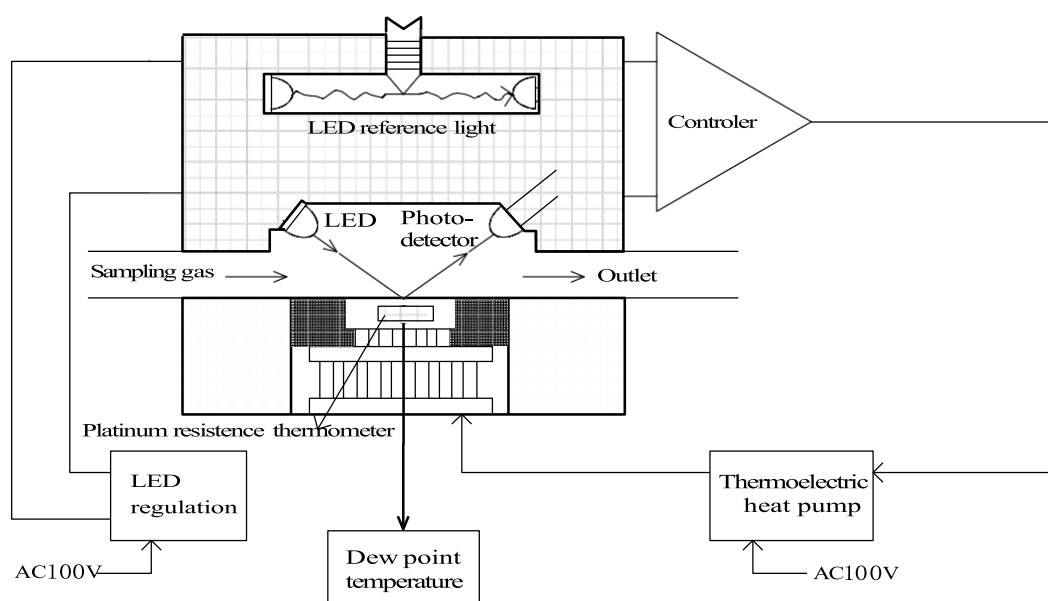 LED reference light
Controler
LED
Photo-
detector
Sampling gas
Outlet
Platinum resistence thermometer
LED
regulation
Thermoelectric
heat pump
AC100V
Dew point
temperature
AC100V